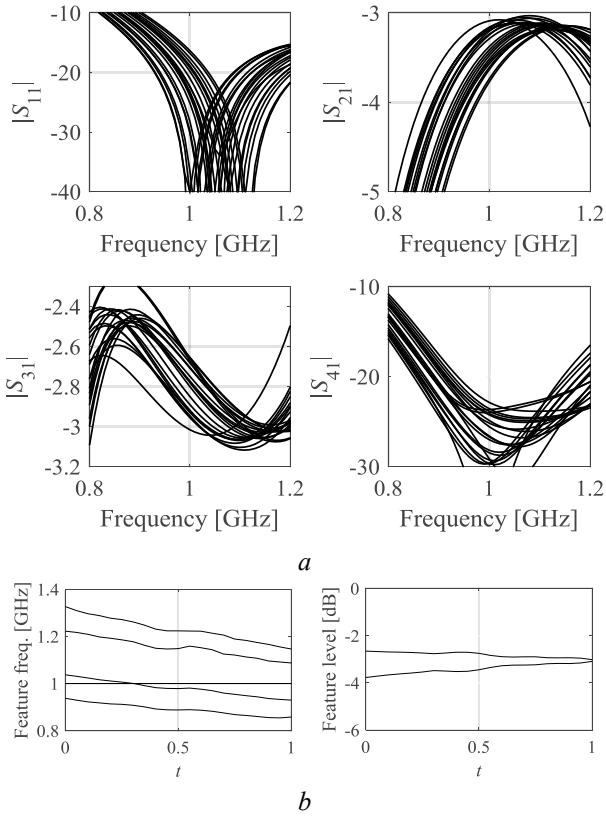 -10
-20
-30
-40
|S11|
0.8
1
1.2
Frequency [GHz]
-3
-4
-5
|S21|
0.8
1
1.2
Frequency [GHz]
-2.4
-2.6
-2.8
-3
-3.2
|S31|
0.8
1
1.2
Frequency [GHz]
-10
-20
-30
|S41|
0.8
1
1.2
Frequency [GHz]
a
1.4
1.2
1
0.8
Feature freq. [GHz]
0
0.5
1
t
0
-2
-4
-6
Feature level [dB]
0
0.5
1
t
b